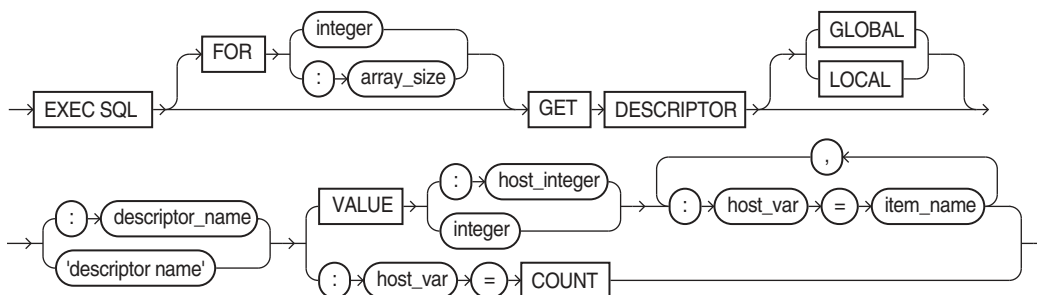 integer
FOR
: array_size
GLOBAL
LOCAL
EXEC SQL
GET DESCRIPTOR
,
: descriptor_name
'descriptor name'
VALUE
: host_integer
integer
: host_var = item_name
: host_var = COUNT